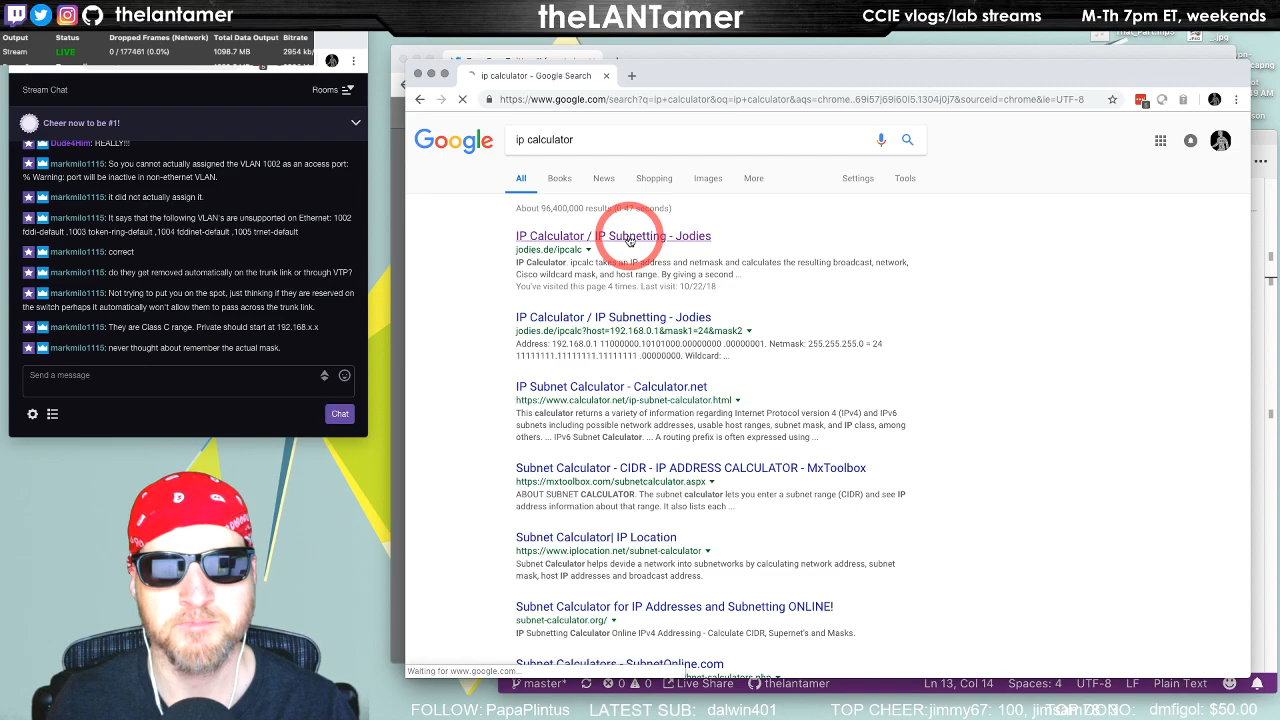 theLANTamer
CCIE vlogs/lab streams M-Th 7pm ET, weekends
thelantamer
Output Status Dropped Frames (Network) Total Data Output Bitrate
Stream LIVE 0 / 177461 (0.0%) 1098.7 MB 2954 kb/
Stream Chat Rooms
Cheer now to be #1!
Dude4Him: REALLY!!!
markmilo1115: So you cannot actually assigned the VLAN 1002 as an access port:
% Warning: port will be inactive in non-ethernet VLAN.
markmilo1115: it did not actually assign it.
markmilo1115: It says that the following VLAN's are unsupported on Ethernet: 1002
fddi-default ,1003 token-ring-default ,1004 fddinet-default ,1005 trnet-default
markmilo1115: correct
markmilo1115: do they get removed automatically on the trunk link or through VTP?
markmilo1115: Not trying to put you on the spot, just thinking if they are reserved on
the switch perhaps it automatically won't allow them to pass across the trunk link.
markmilo1115: They are Class C range. Private should start at 192.168.x.x
markmilo1115: never thought about remember the actual mask.
Send a message
Chat
ip calculator - Google Search
https://www.google.com/search?q=ip+calculator&oq=ip+calculator&aqs=chrome..69i57j69i60l5.1304j0j7&sourceid=chrome&ie=UTF-8
Google
ip calculator
All Books News Shopping Images More Settings Tools
About 96,400,000 results (0.47 seconds)
IP Calculator / IP Subnetting - Jodies
jodies.de/ipcalc
IP Calculator. ipcalc takes an IP address and netmask and calculates the resulting broadcast, network,
Cisco wildcard mask, and host range. By giving a second ...
You've visited this page 4 times. Last visit: 10/22/18
IP Calculator / IP Subnetting - Jodies
jodies.de/ipcalc?host=192.168.0.1&mask1=24&mask2
Address: 192.168.0.1 11000000.10101000.00000000 .00000001. Netmask: 255.255.255.0 = 24
11111111.11111111.11111111 .00000000. Wildcard: ...
IP Subnet Calculator - Calculator.net
https://www.calculator.net/ip-subnet-calculator.html
This calculator returns a variety of information regarding Internet Protocol version 4 (IPv4) and IPv6
subnets including possible network addresses, usable host ranges, subnet mask, and IP class, among
others. ... IPv6 Subnet Calculator. ... A routing prefix is often expressed using ...
Subnet Calculator - CIDR - IP ADDRESS CALCULATOR - MxToolbox
https://mxtoolbox.com/subnetcalculator.aspx
ABOUT SUBNET CALCULATOR. The subnet calculator lets you enter a subnet range (CIDR) and see IP
address information about that range. It also lists each ...
Subnet Calculator| IP Location
https://www.iplocation.net/subnet-calculator
Subnet Calculator helps devide a network into subnetworks by calculating network address, subnet
mask, host IP addresses and broadcast address.
Subnet Calculator for IP Addresses and Subnetting ONLINE!
subnet-calculator.org/
IP Subnetting Calculator Online IPv4 Addressing - Calculate CIDR, Supernet's and Masks.
Subnet Calculators - SubnetOnline.com
Waiting for www.google.com...
master* 0 0 Live Share thelantamer Ln 13, Col 14 Spaces: 4 UTF-8 LF Plain Text
FOLLOW: PapaPlintus LATEST SUB: dalwin401 TOP CHEER: jimmy67: 100, dmfigol: $50.00